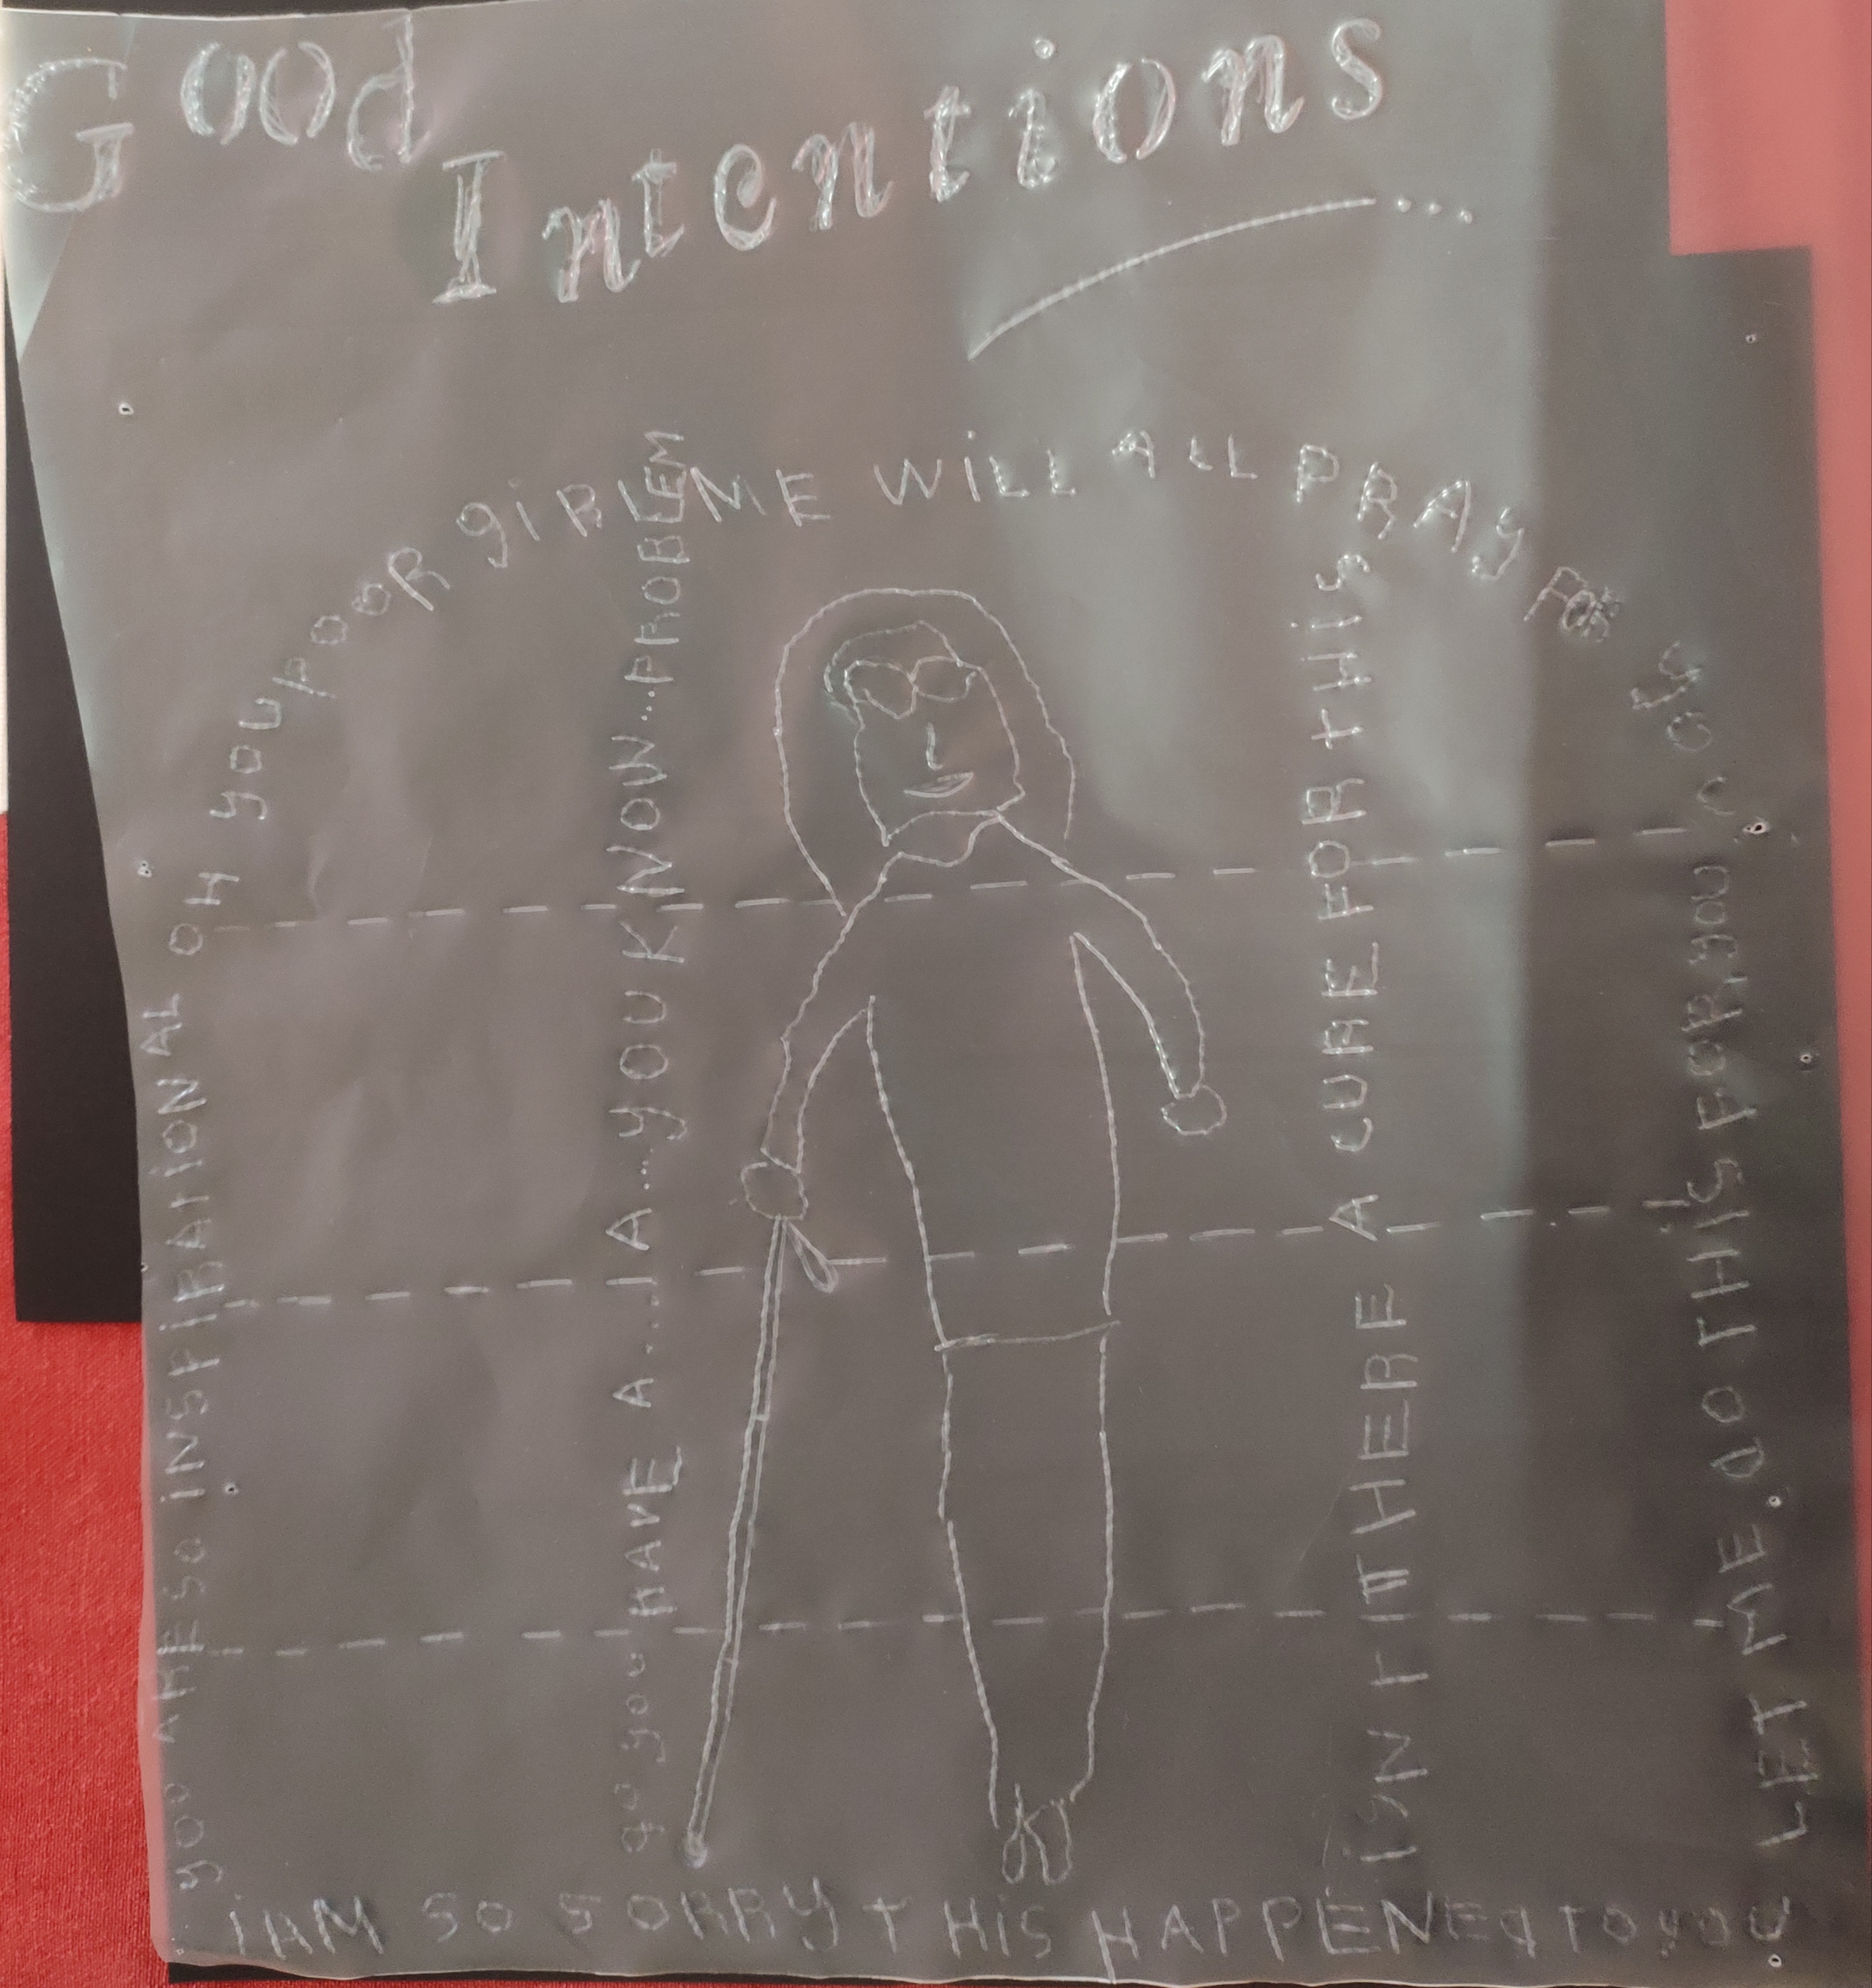 Good
Intentions...
OH you pooR giRL WE WiLL ALL PRAy FOR you
you ARE SO iNSPiRAtiONAL
So you HAVE A...A...A...yOU KNOW...PROBLEM
iSN't tHERE A CURE FOR tHiS
LET ME dO THiS FOR you
i AM SO SORRY tHiS HAPPENEd TO yOU